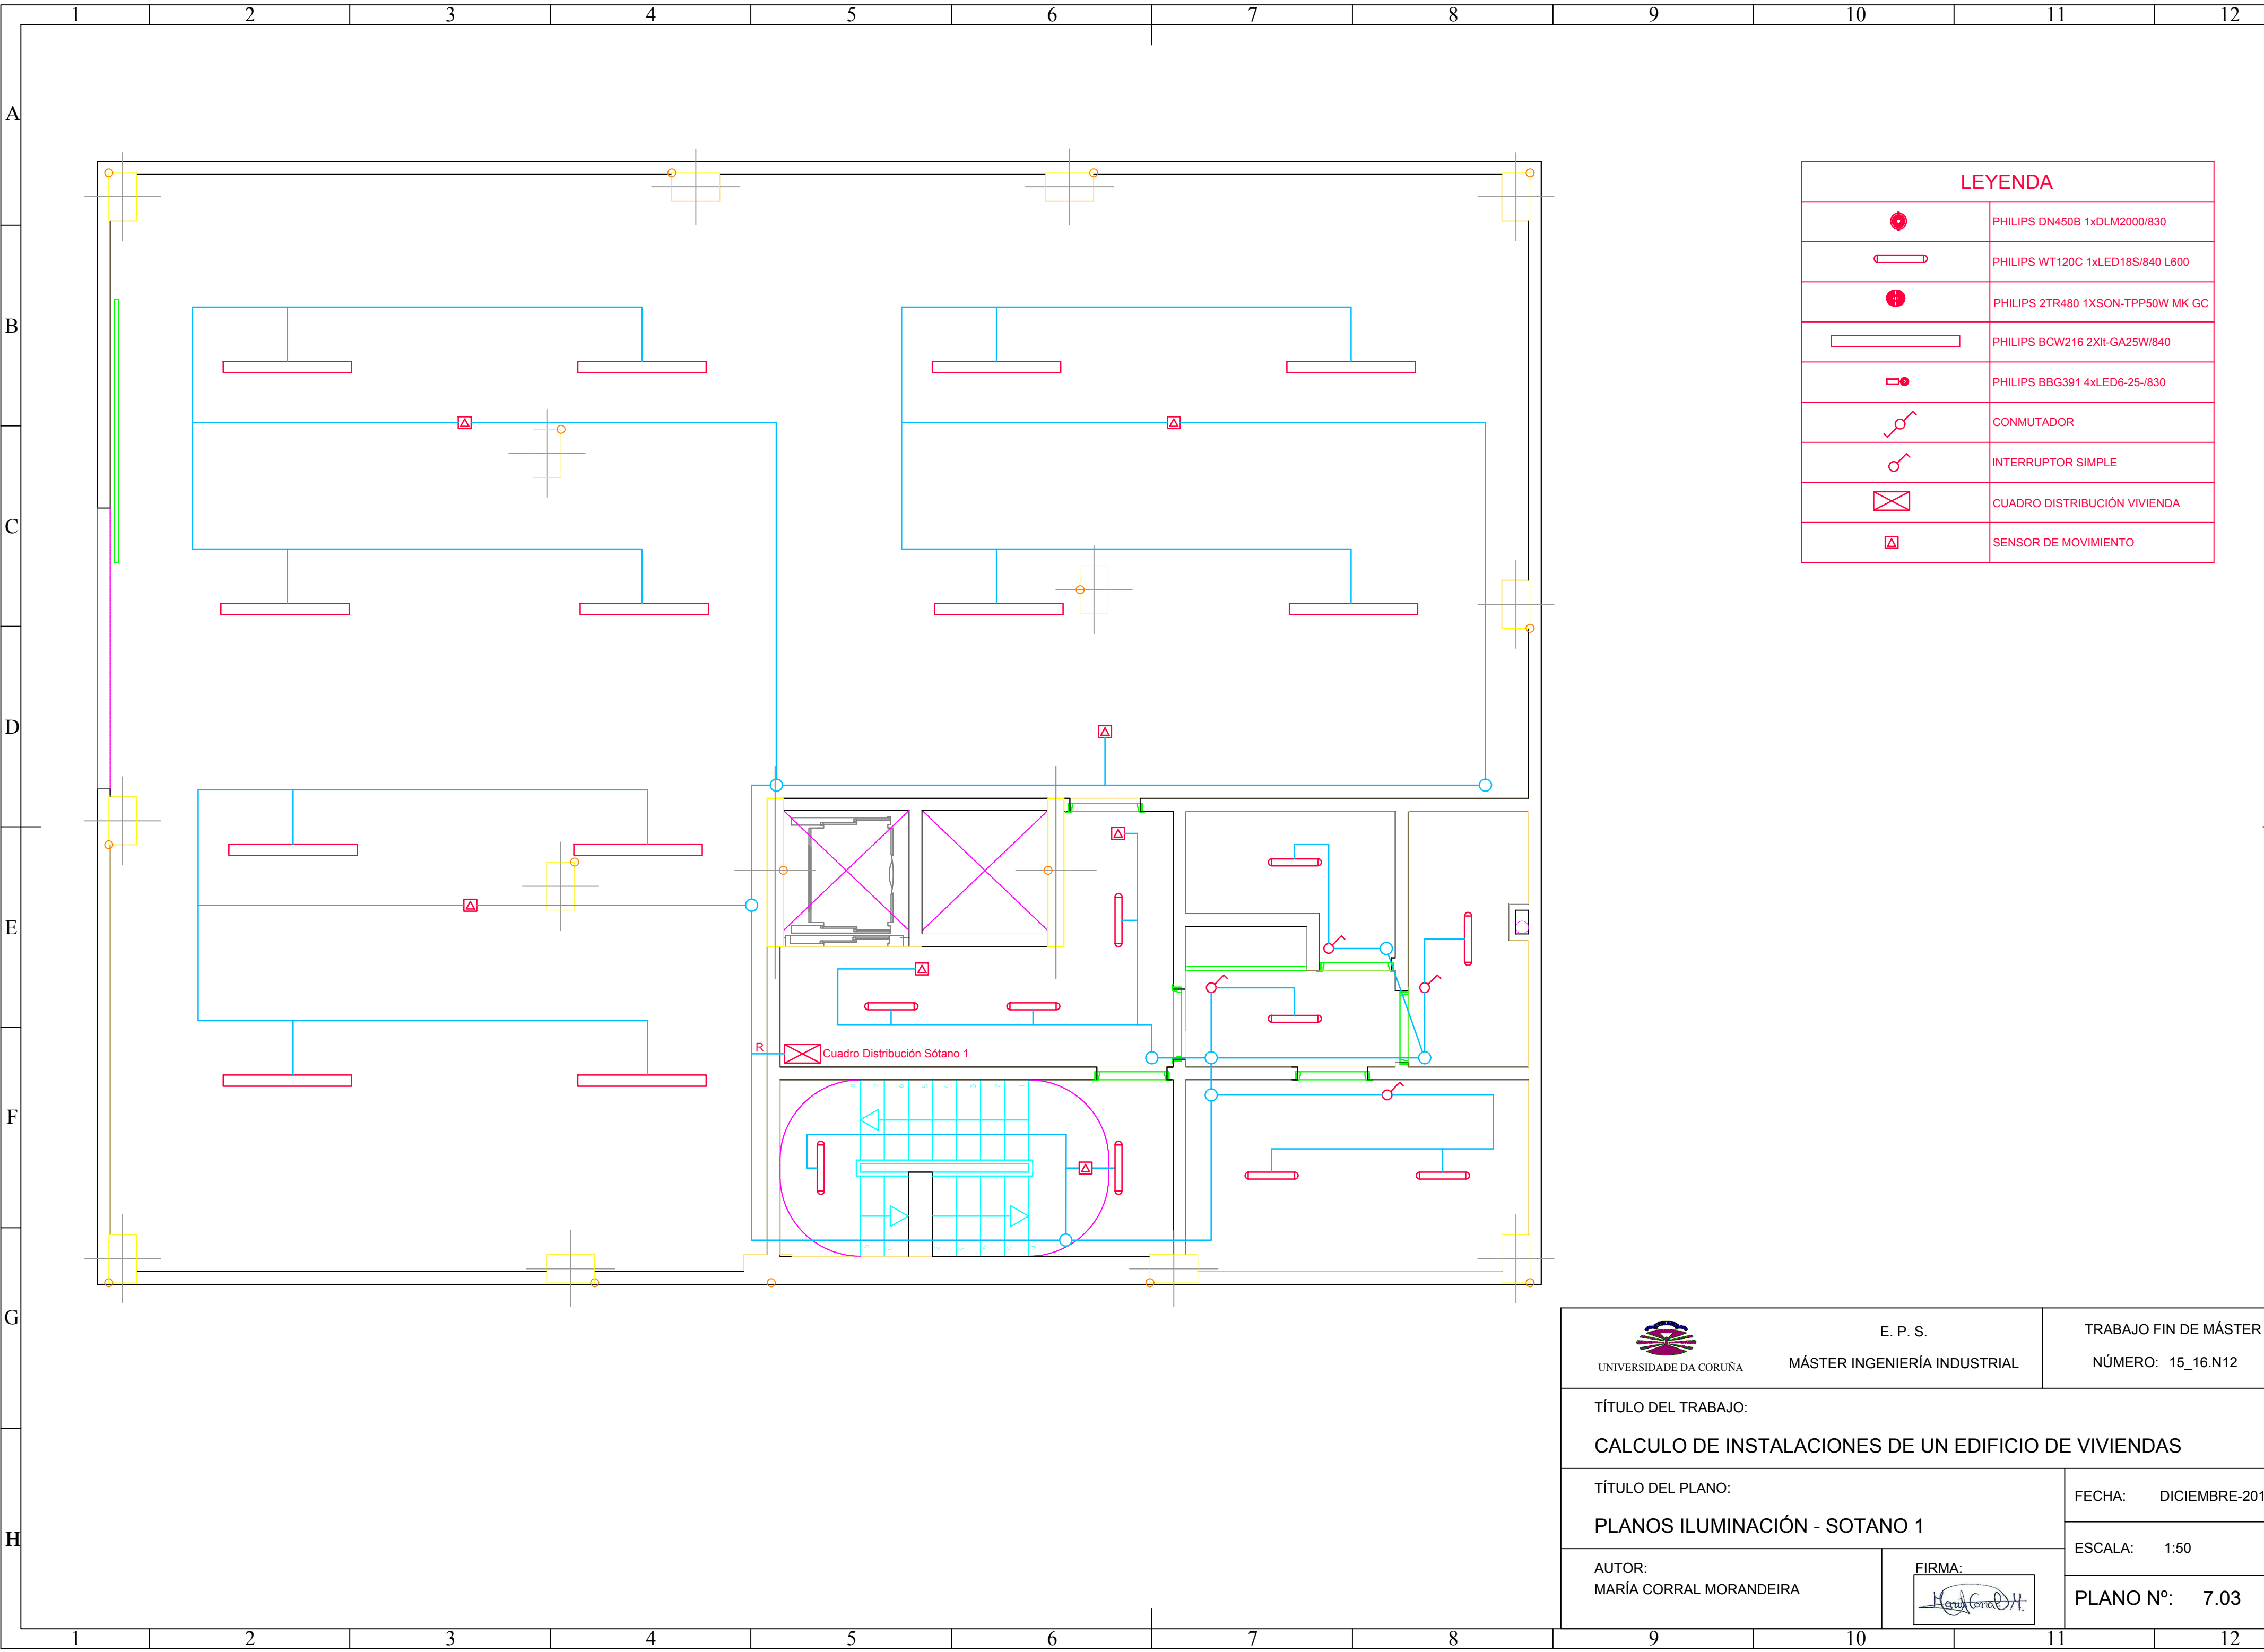 1 2 3 4 5 6 7 8 9 10 11 12
A
B
C
D
E
F
G
H
LEYENDA
PHILIPS DN450B 1xDLM2000/830
PHILIPS WT120C 1xLED18S/840 L600
PHILIPS 2TR480 1XSON-TPP50W MK GC
PHILIPS BCW216 2Xlt-GA25W/840
PHILIPS BBG391 4xLED6-25-/830
CONMUTADOR
INTERRUPTOR SIMPLE
CUADRO DISTRIBUCIÓN VIVIENDA
SENSOR DE MOVIMIENTO
R
Cuadro Distribución Sótano 1
UNIVERSIDADE DA CORUÑA
E. P. S.
MÁSTER INGENIERÍA INDUSTRIAL
TRABAJO FIN DE MÁSTER
NÚMERO: 15_16.N12
TÍTULO DEL TRABAJO:
CALCULO DE INSTALACIONES DE UN EDIFICIO DE VIVIENDAS
TÍTULO DEL PLANO:
PLANOS ILUMINACIÓN - SOTANO 1
FECHA: DICIEMBRE-201
ESCALA: 1:50
AUTOR:
MARÍA CORRAL MORANDEIRA
FIRMA:
María Corral M.
PLANO Nº: 7.03
1 2 3 4 5 6 7 8 9 10 11 12